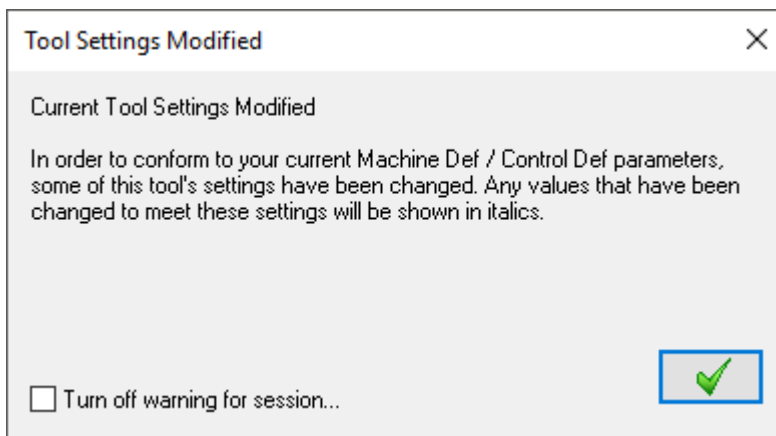 Tool Settings Modified
Current Tool Settings Modified
In order to conform to your current Machine Def / Control Def parameters,
some of this tool's settings have been changed. Any values that have been
changed to meet these settings will be shown in italics.
Turn off warning for session...